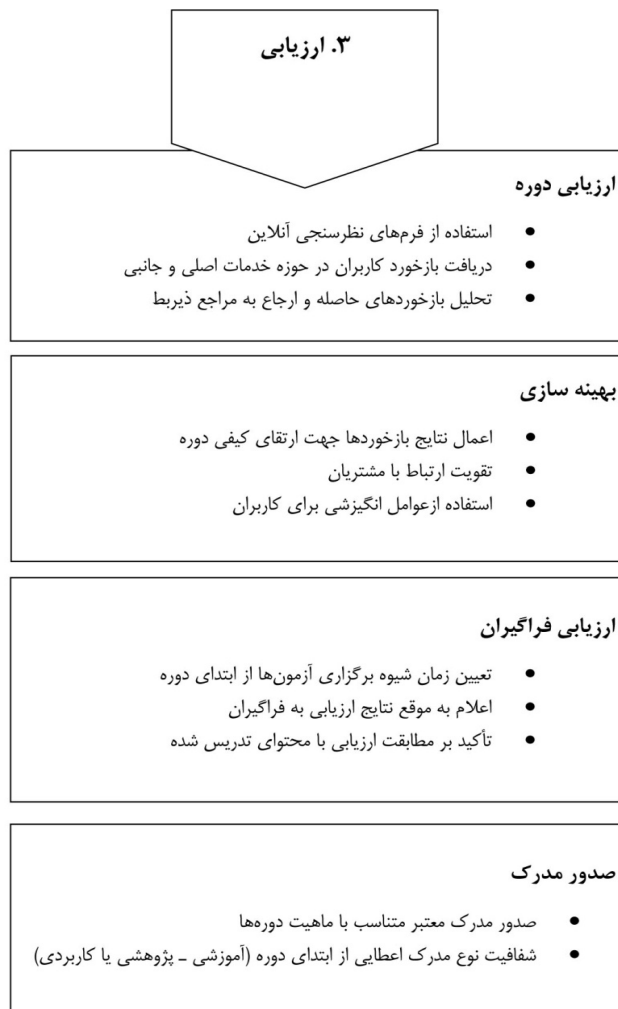 ۳. ارزیابی
ارزیابی دوره
● استفاده از فرم‌های نظرسنجی آنلاین
● دریافت بازخورد کاربران در حوزه خدمات اصلی و جانبی
● تحلیل بازخوردهای حاصله و ارجاع به مراجع ذیربط
بهینه سازی
● اعمال نتایج بازخوردها جهت ارتقای کیفی دوره
● تقویت ارتباط با مشتریان
● استفاده ازعوامل انگیزشی برای کاربران
ارزیابی فراگیران
● تعیین زمان شیوه برگزاری آزمون‌ها از ابتدای دوره
● اعلام به موقع نتایج ارزیابی به فراگیران
● تأکید بر مطابقت ارزیابی با محتوای تدریس شده
صدور مدرک
● صدور مدرک معتبر متناسب با ماهیت دوره‌ها
● شفافیت نوع مدرک اعطایی از ابتدای دوره (آموزشی ـ پژوهشی یا کاربردی)